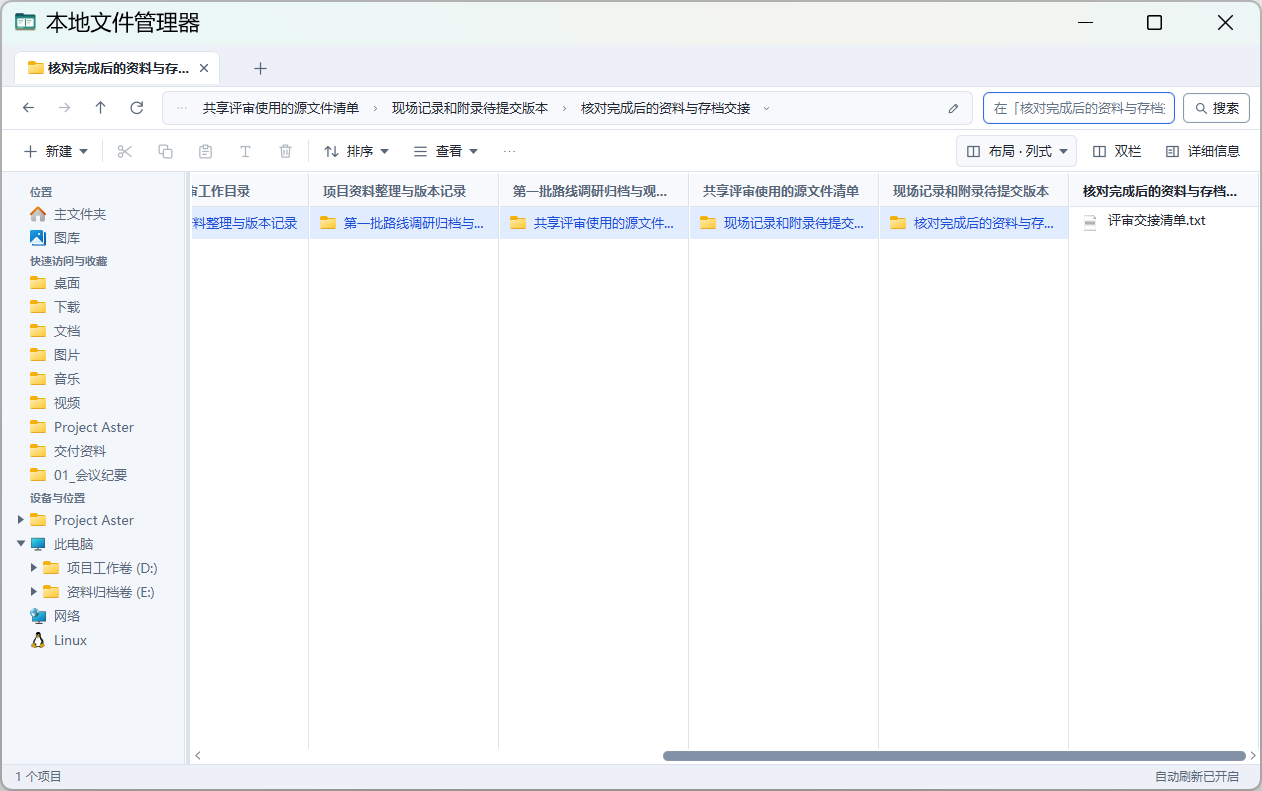 本地文件管理器
核对完成后的资料与存档...
··· 共享评审使用的源文件清单 › 现场记录和附录待提交版本 › 核对完成后的资料与存档交接
在「核对完成后的资料与存档
搜索
新建
排序
查看
···
布局 · 列式
双栏
详细信息
位置
主文件夹
图库
快速访问与收藏
桌面
下载
文档
图片
音乐
视频
Project Aster
交付资料
01_会议纪要
设备与位置
Project Aster
此电脑
项目工作卷 (D:)
资料归档卷 (E:)
网络
Linux
工作目录
料整理与版本记录
项目资料整理与版本记录
第一批路线调研归档与...
第一批路线调研归档与观...
共享评审使用的源文件...
共享评审使用的源文件清单
现场记录和附录待提交...
现场记录和附录待提交版本
核对完成后的资料与存...
核对完成后的资料与存档...
评审交接清单.txt
1 个项目
自动刷新已开启